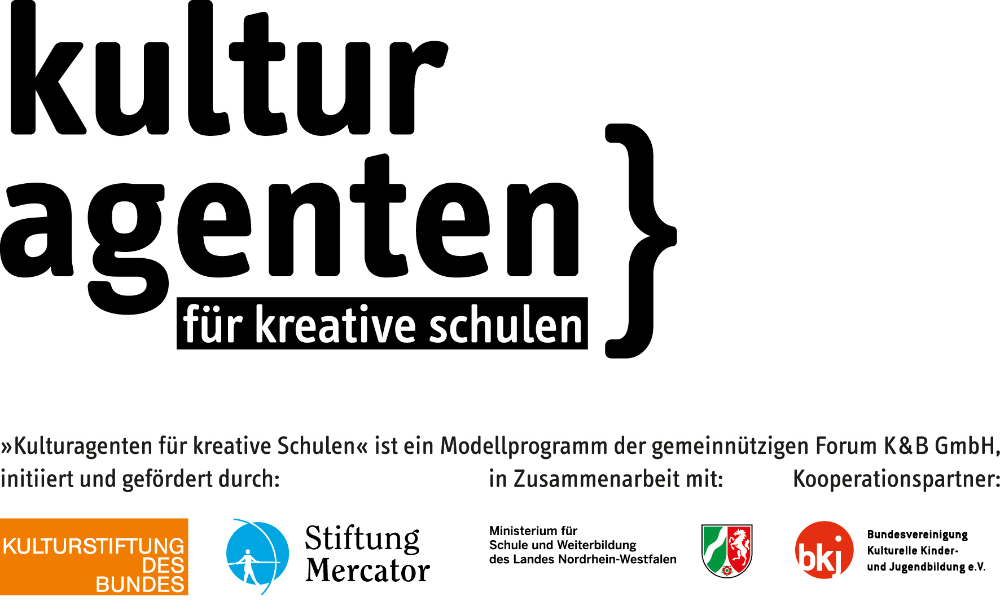 kultur
agenten}
für kreative schulen
»Kulturagenten für kreative Schulen« ist ein Modellprogramm der gemeinnützigen Forum K & B GmbH,
initiiert und gefördert durch:
in Zusammenarbeit mit:
Kooperationspartner:
KULTURSTIFTUNG
DES
BUNDES
Stiftung
Mercator
Ministerium für
Schule und Weiterbildung
des Landes Nordrhein-Westfalen
bkj
Bundesvereinigung
Kulturelle Kinder-
und Jugendbildung e.V.